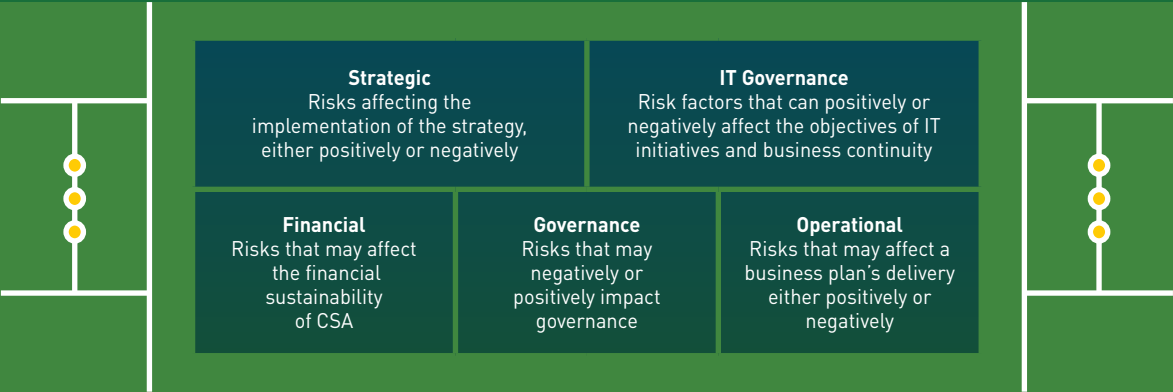 Strategic
Risks affecting the
implementation of the strategy,
either positively or negatively
IT Governance
Risk factors that can positively or
negatively affect the objectives of IT
initiatives and business continuity
Financial
Risks that may affect
the financial
sustainability
of CSA
Governance
Risks that may
negatively or
positively impact
governance
Operational
Risks that may affect a
business plan's delivery
either positively or
negatively